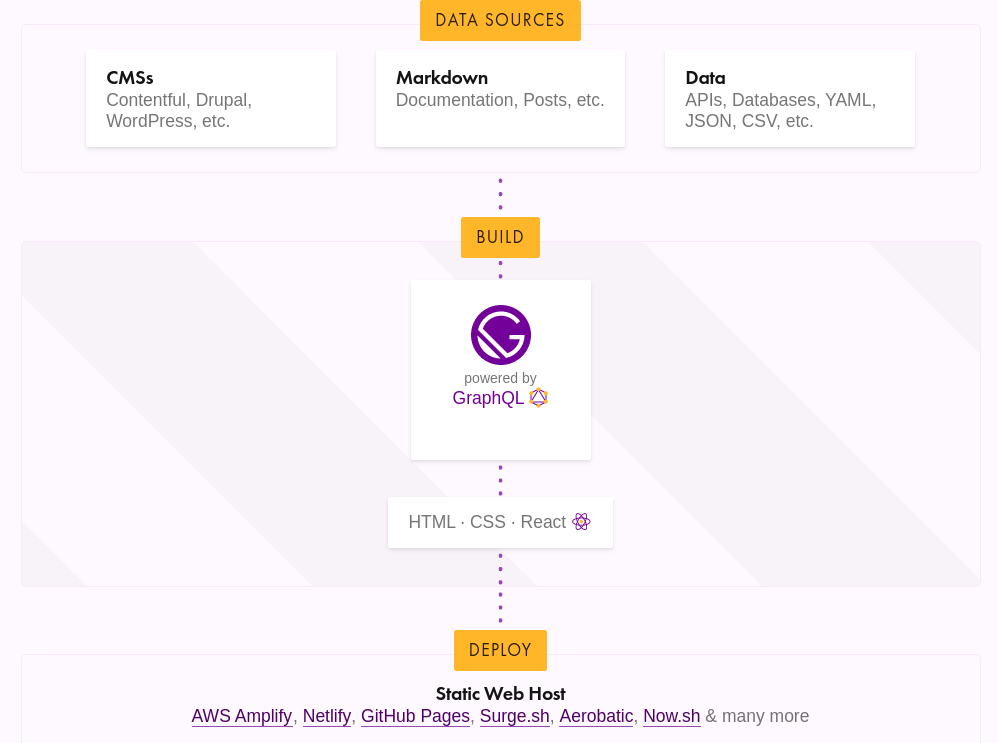 DATA SOURCES
CMSs
Contentful, Drupal,
WordPress, etc.
Markdown
Documentation, Posts, etc.
Data
APIs, Databases, YAML,
JSON, CSV, etc.
BUILD
powered by
GraphQL
HTML · CSS · React
DEPLOY
Static Web Host
AWS Amplify, Netlify, GitHub Pages, Surge.sh, Aerobatic, Now.sh & many more